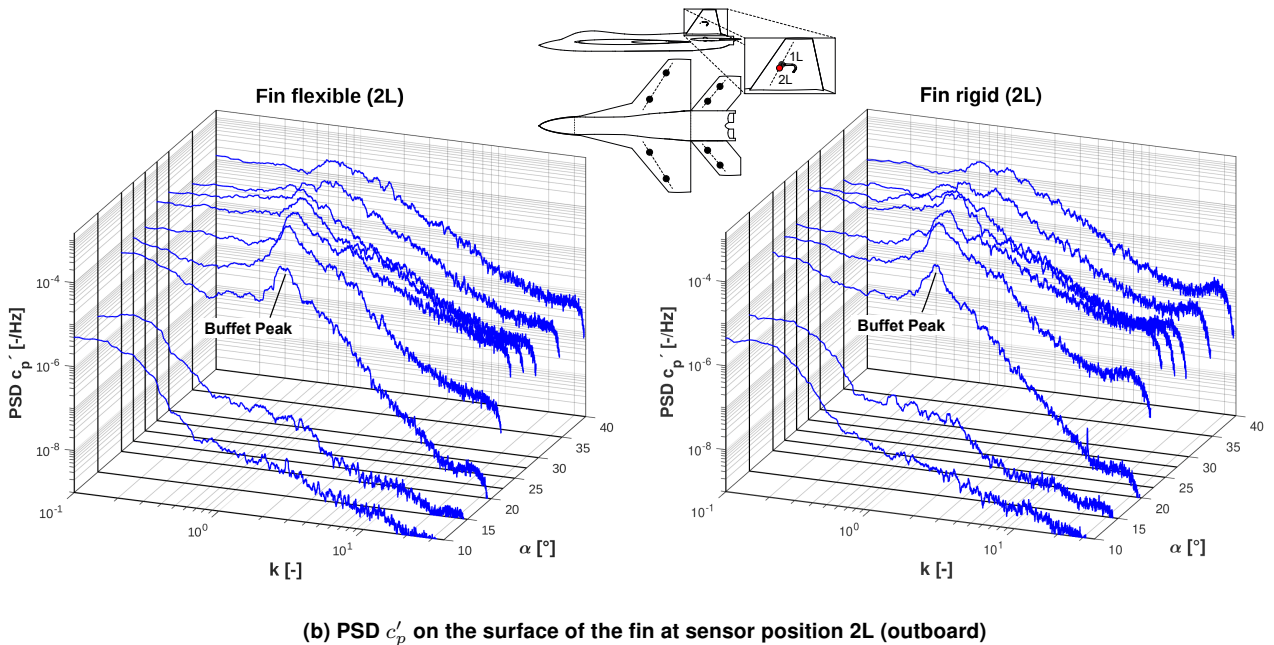 1L
2L
Fin flexible (2L)
Fin rigid (2L)
PSD c_p´ [-/Hz]
10^-4
10^-6
10^-8
Buffet Peak
10^-1
10^0
10^1
k [-]
10
15
20
25
30
35
40
α [°]
PSD c_p´ [-/Hz]
10^-4
10^-6
10^-8
Buffet Peak
10^-1
10^0
10^1
k [-]
10
15
20
25
30
35
40
α [°]
(b) PSD c'_p on the surface of the fin at sensor position 2L (outboard)